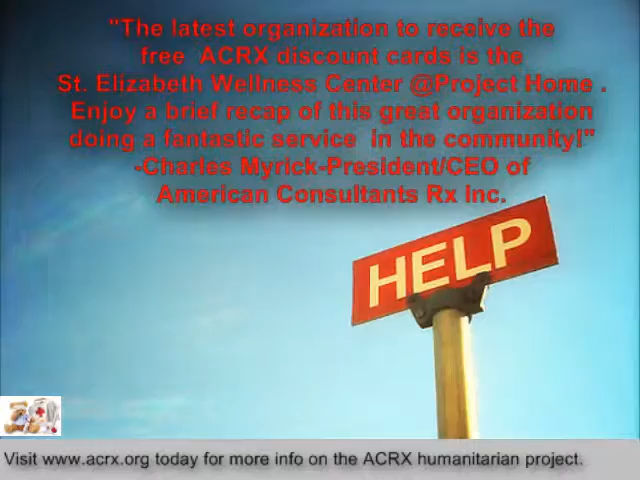 "The latest organization to receive the
free ACRX discount cards is the
St. Elizabeth Wellness Center @Project Home .
Enjoy a brief recap of this great organization
doing a fantastic service in the community!"
-Charles Myrick-President/CEO of
American Consultants Rx Inc.
HELP
Visit www.acrx.org today for more info on the ACRX humanitarian project.